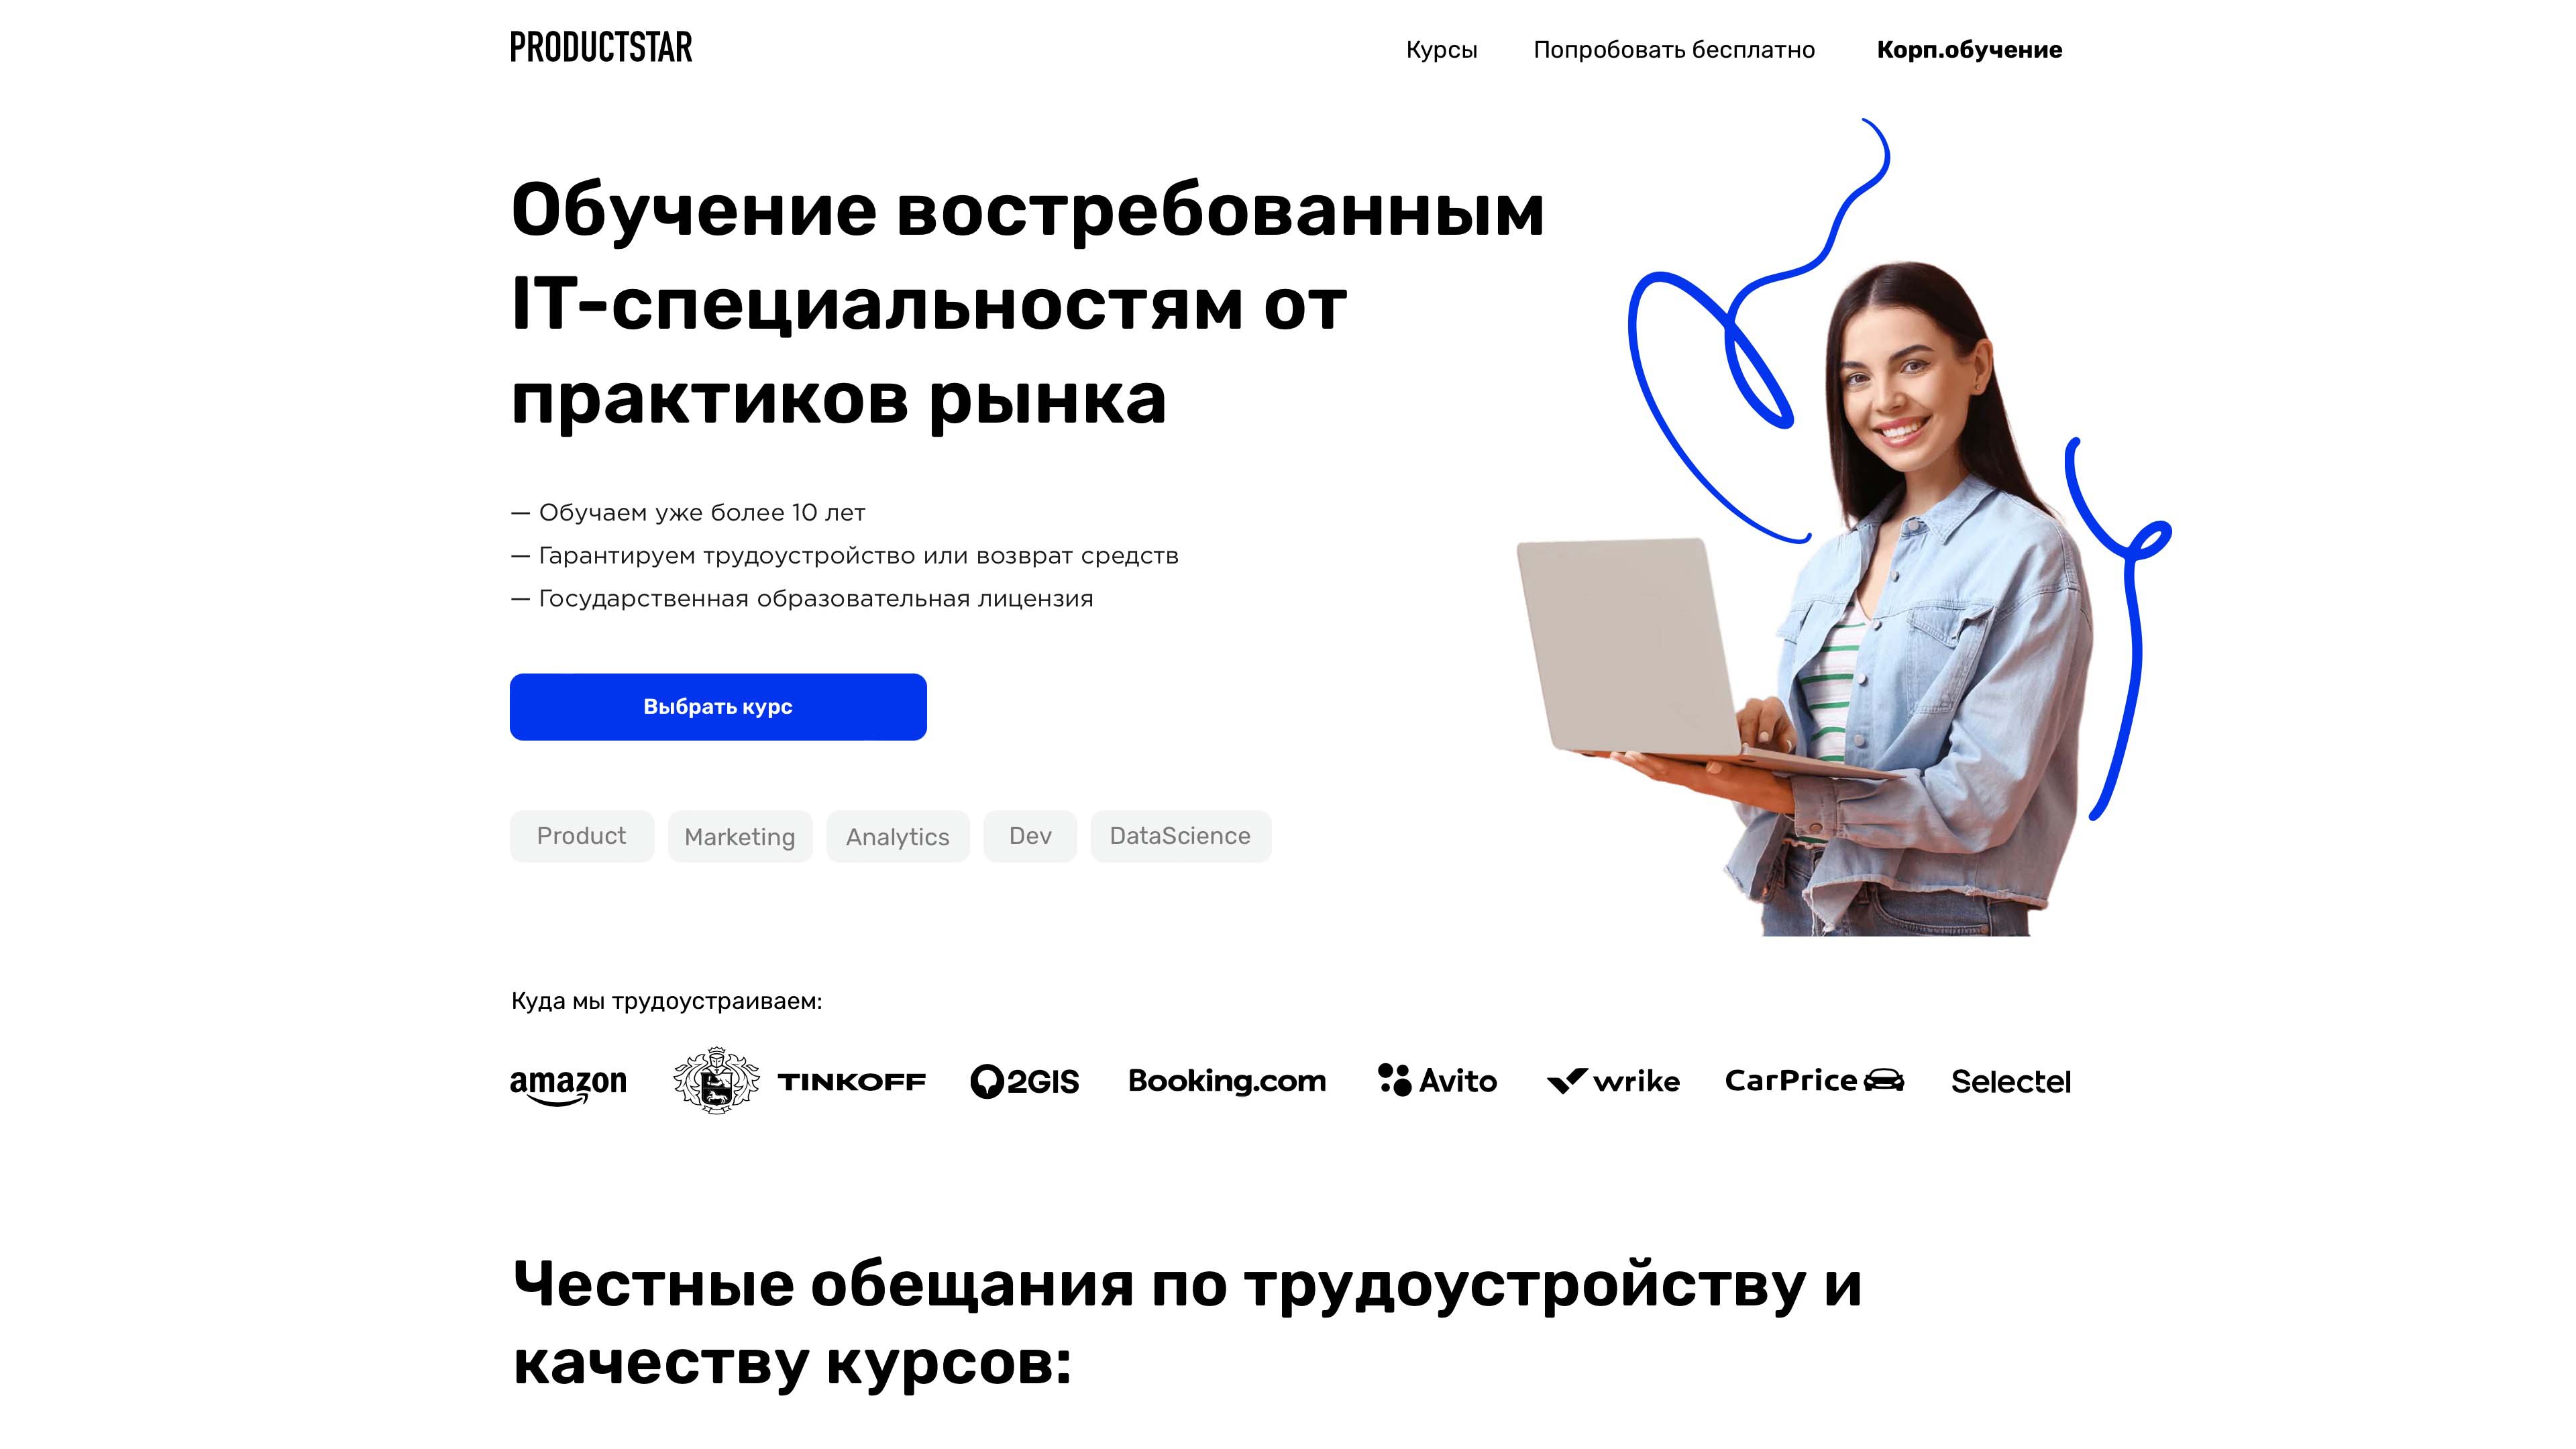 PRODUCTSTAR
Курсы
Попробовать бесплатно
Корп.обучение
Обучение востребованным
IT-специальностям от
практиков рынка
— Обучаем уже более 10 лет
— Гарантируем трудоустройство или возврат средств
— Государственная образовательная лицензия
Выбрать курс
Product
Marketing
Analytics
Dev
DataScience
Куда мы трудоустраиваем:
amazon
TINKOFF
2GIS
Booking.com
Avito
wrike
CarPrice
Selectel
Честные обещания по трудоустройству и
качеству курсов: